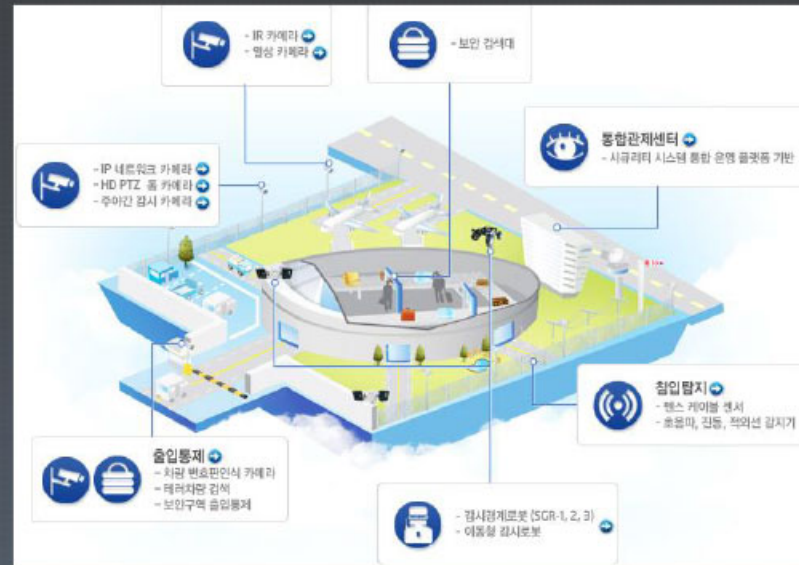 - IR 카메라
- 열상 카메라
- 보안 검색대
통합관제센터
- 시큐리티 시스템 통합 운영 플랫폼 기반
- IP 네트워크 카메라
- HD PTZ 돔 카메라
- 주야간 감시 카메라
침입탐지
- 펜스 케이블 센서
- 초음파, 진동, 적외선 감지기
출입통제
- 차량 번호판인식 카메라
- 테러차량 검색
- 보안구역 출입통제
- 감시경계로봇 (SGR-1, 2, 3)
- 이동형 감시로봇